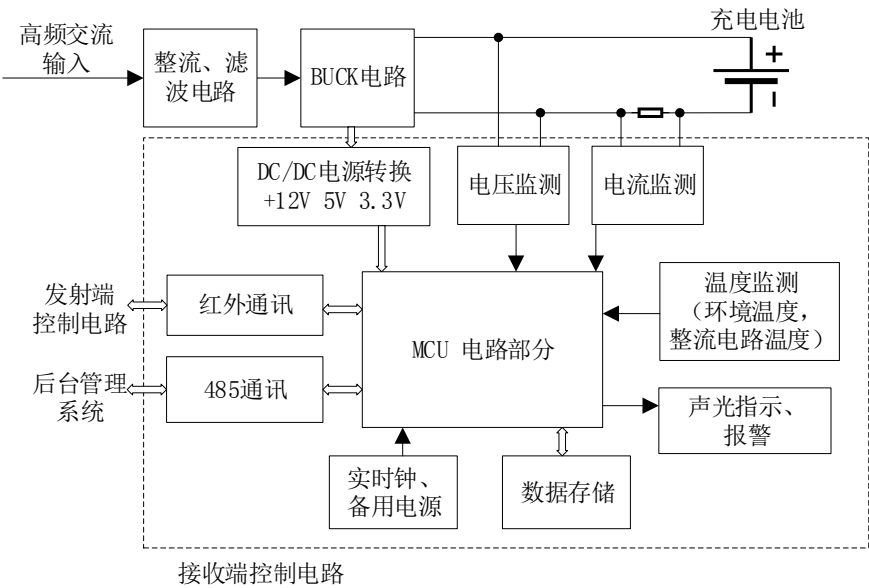 充电电池
高频交流
输入
整流、滤
波电路
BUCK电路
+
DC/DC电源转换
+12V 5V 3.3V
电压监测
电流监测
发射端
控制电路
红外通讯
MCU 电路部分
温度监测
（环境温度，
整流电路温度）
后台管理
系统
485通讯
声光指示、
报警
实时钟、
备用电源
数据存储
接收端控制电路